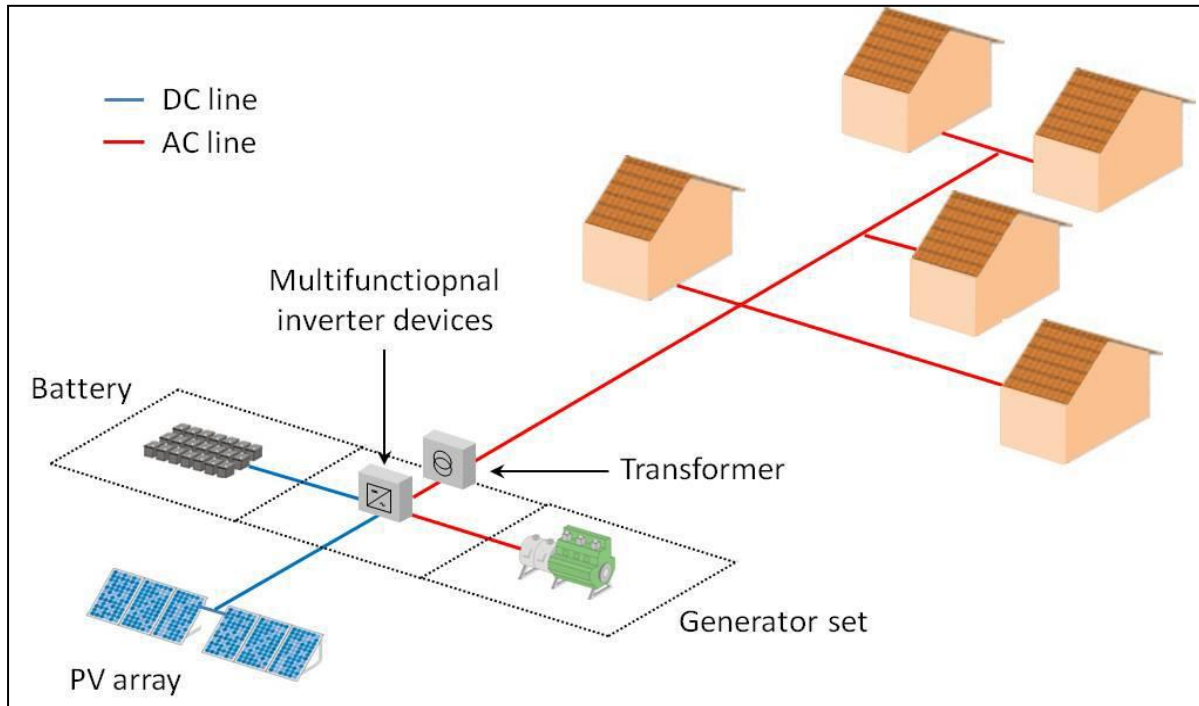 DC line
AC line
Multifunctiopnal
inverter devices
Battery
Transformer
Generator set
PV array